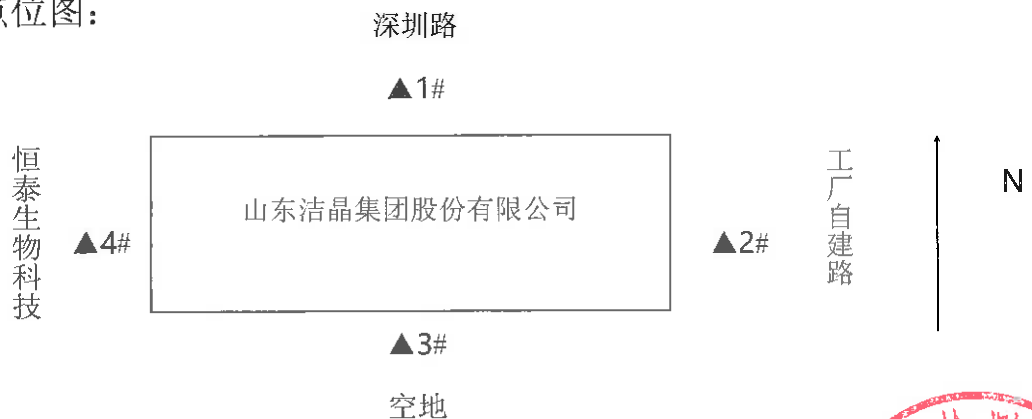 点位图：
深圳路
▲1#
恒泰生物科技
工厂自建路
N
山东洁晶集团股份有限公司
▲4#
▲2#
▲3#
空地